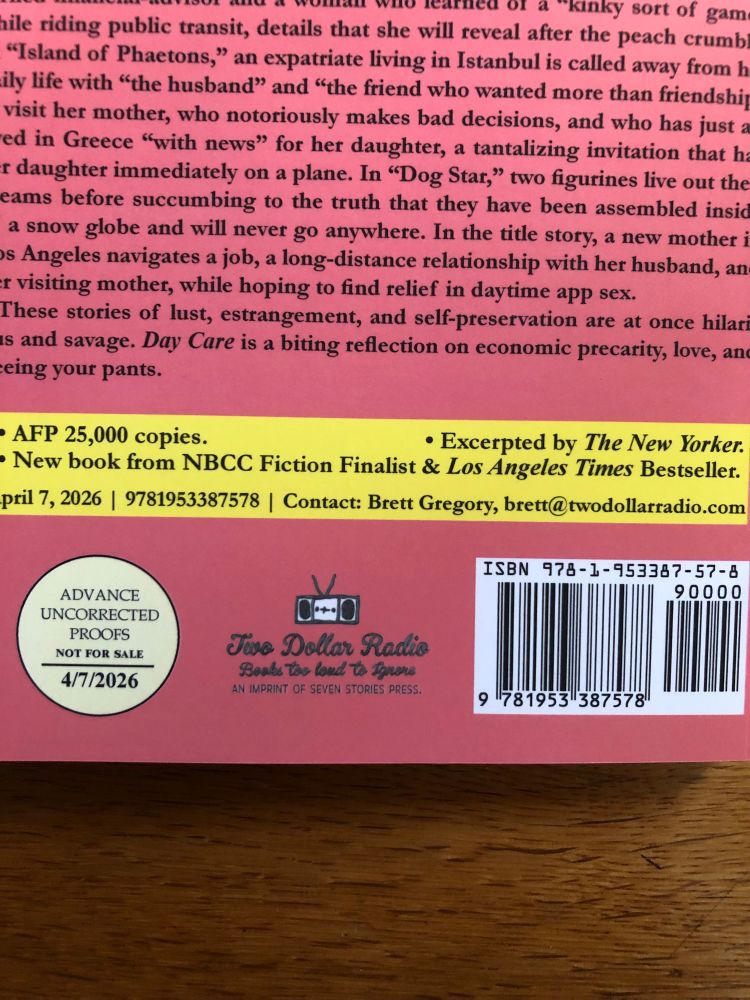 financial advisor and a woman who learned of a “kinky sort of gam
hile riding public transit, details that she will reveal after the peach crumbl
“Island of Phaetons,” an expatriate living in Istanbul is called away from h
ily life with “the husband” and “the friend who wanted more than friendship
visit her mother, who notoriously makes bad decisions, and who has just a
ed in Greece “with news” for her daughter, a tantalizing invitation that ha
r daughter immediately on a plane. In “Dog Star,” two figurines live out the
eams before succumbing to the truth that they have been assembled insid
a snow globe and will never go anywhere. In the title story, a new mother i
os Angeles navigates a job, a long-distance relationship with her husband, an
er visiting mother, while hoping to find relief in daytime app sex.
These stories of lust, estrangement, and self-preservation are at once hilari
us and savage. Day Care is a biting reflection on economic precarity, love, and
eeing your pants.
• AFP 25,000 copies. • Excerpted by The New Yorker.
• New book from NBCC Fiction Finalist & Los Angeles Times Bestseller.
pril 7, 2026 | 9781953387578 | Contact: Brett Gregory, brett@twodollarradio.com
ADVANCE
UNCORRECTED
PROOFS
NOT FOR SALE
4/7/2026
Two Dollar Radio
Books too loud to Ignore
AN IMPRINT OF SEVEN STORIES PRESS.
ISBN 978-1-953387-57-8
90000
9 781953 387578